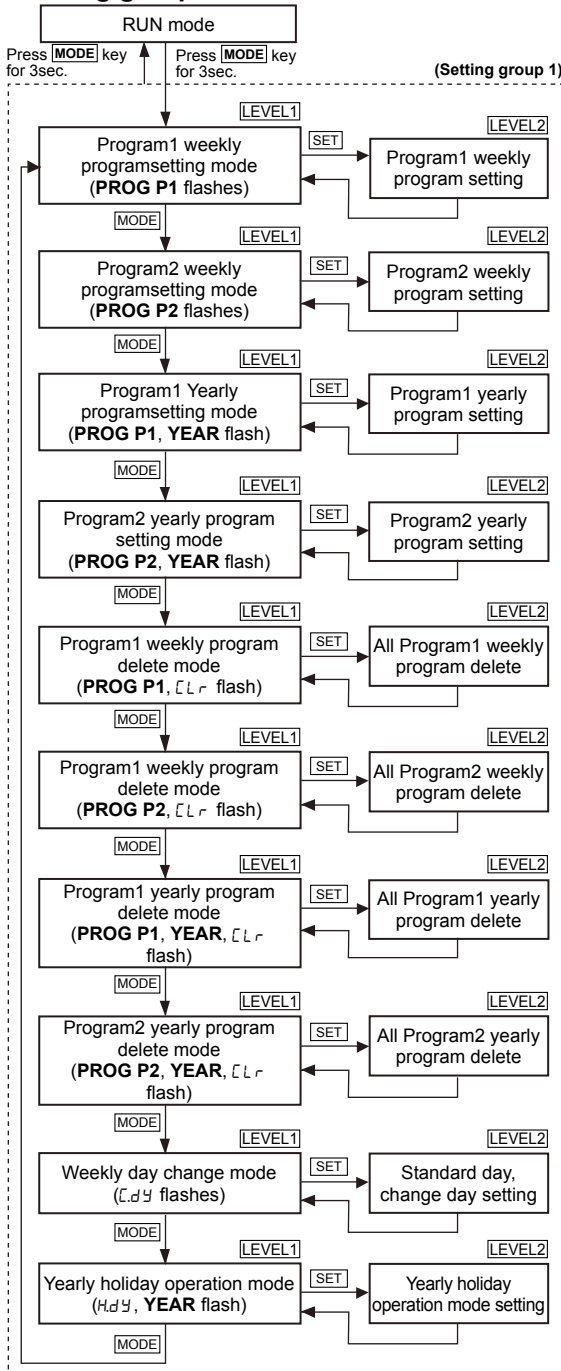 RUN mode
Press MODE key
for 3sec.
Press MODE key
for 3sec.
(Setting group 1)
LEVEL1
Program1 weekly
programsetting mode
(PROG P1 flashes)
SET
LEVEL2
Program1 weekly
program setting
MODE
LEVEL1
Program2 weekly
programsetting mode
(PROG P2 flashes)
SET
LEVEL2
Program2 weekly
program setting
MODE
LEVEL1
Program1 Yearly
programsetting mode
(PROG P1, YEAR flash)
SET
LEVEL2
Program1 yearly
program setting
MODE
LEVEL1
Program2 yearly program
setting mode
(PROG P2, YEAR flash)
SET
LEVEL2
Program2 yearly
program setting
MODE
LEVEL1
Program1 weekly program
delete mode
(PROG P1, CLr flash)
SET
LEVEL2
All Program1 weekly
program delete
MODE
LEVEL1
Program1 weekly program
delete mode
(PROG P2, CLr flash)
SET
LEVEL2
All Program2 weekly
program delete
MODE
LEVEL1
Program1 yearly program
delete mode
(PROG P1, YEAR, CLr
flash)
SET
LEVEL2
All Program1 yearly
program delete
MODE
LEVEL1
Program2 yearly program
delete mode
(PROG P2, YEAR, CLr
flash)
SET
LEVEL2
All Program2 yearly
program delete
MODE
LEVEL1
Weekly day change mode
(C.dY flashes)
SET
LEVEL2
Standard day,
change day setting
MODE
LEVEL1
Yearly holiday operation mode
(H.dY, YEAR flash)
SET
LEVEL2
Yearly holiday
operation mode setting
MODE